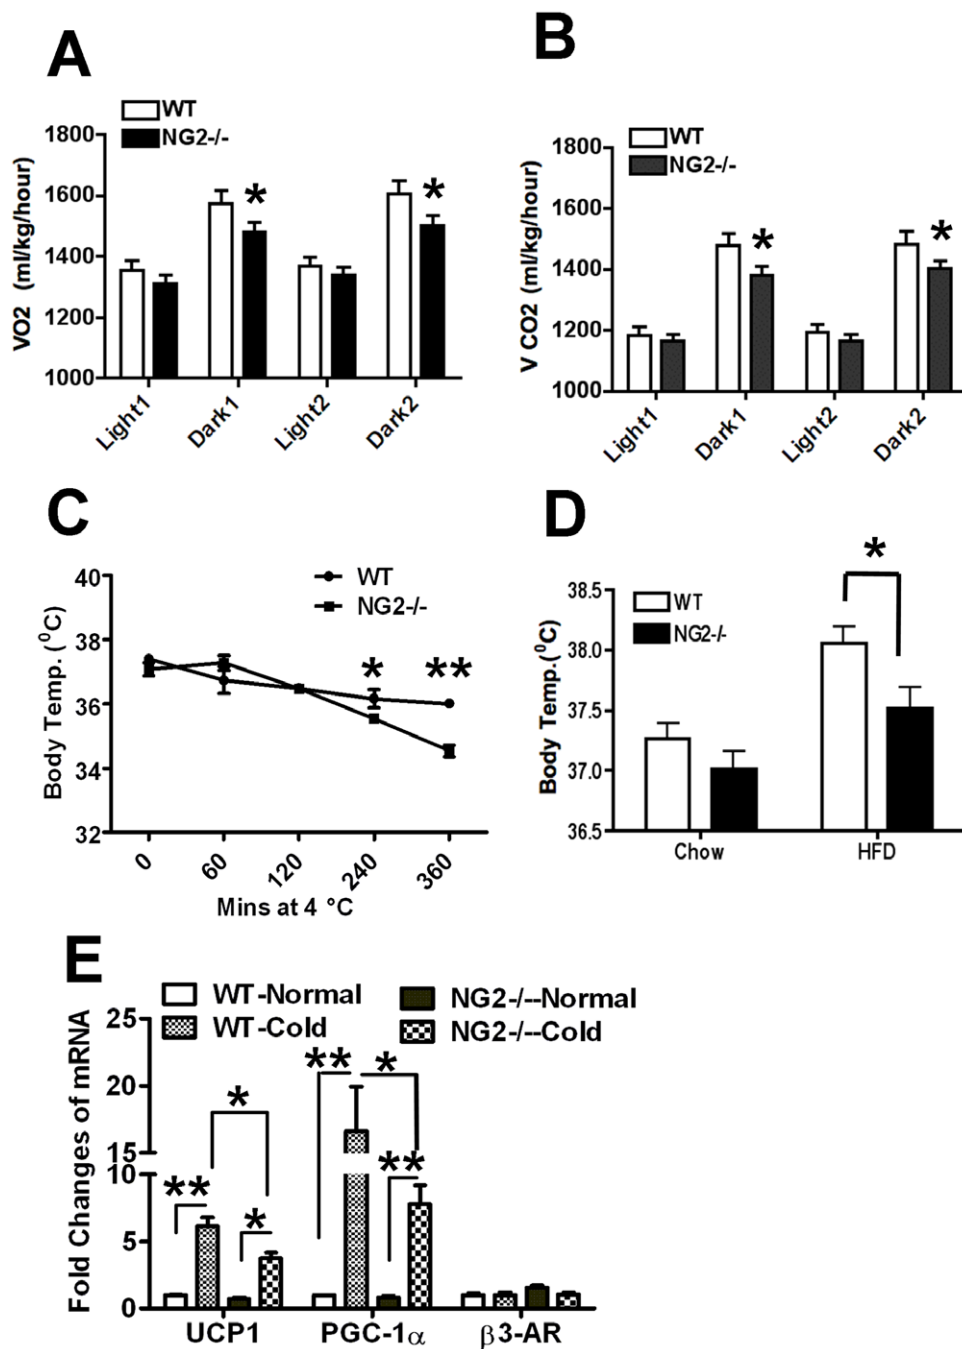 A
WT
NG2-/-
VO2 (ml/kg/hour)
1800
1600
1400
1200
1000
*
*
Light1
Dark1
Light2
Dark2
B
WT
NG2-/-
V CO2 (ml/kg/hour)
1800
1600
1400
1200
1000
*
*
Light1
Dark1
Light2
Dark2
C
WT
NG2-/-
Body Temp.(⁰C)
40
38
36
34
32
*
**
0
60
120
240
360
Mins at 4 °C
D
WT
NG2-/-
Body Temp.(⁰C)
38.5
38.0
37.5
37.0
36.5
*
Chow
HFD
E
WT-Normal
WT-Cold
NG2-/--Normal
NG2-/--Cold
Fold Changes of mRNA
25
20
15
10
5
0
**
*
*
**
*
**
UCP1
PGC-1α
β3-AR